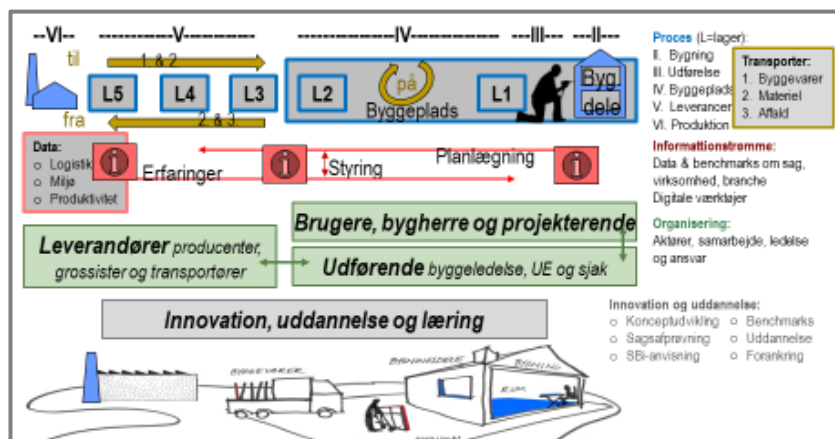 --VI-- ------------V------------ ----------------IV---------------- ---III--- --II--
til
1 & 2
fra
2 & 3
L5 L4 L3 L2 på L1 Byg. dele
Byggeplads
Proces (L=lager):
II. Bygning
III. Udførelse
IV. Byggeplads
V. Leverancer
VI. Produktion
Transporter:
1. Byggevarer
2. Materiel
3. Affald
Data:
○ Logistik
○ Miljø
○ Produktivitet
i Erfaringer i Styring Planlægning i
Informationstrømme:
Data & benchmarks om sag,
virksomhed, branche
Digitale værktøjer
Brugere, bygherre og projekterende
Leverandører producenter,
grossister og transportører
Udførende byggeledelse, UE og sjak
Organisering:
Aktører, samarbejde, ledelse
og ansvar
Innovation, uddannelse og læring
Innovation og uddannelse:
○ Konceptudvikling ○ Benchmarks
○ Sagsafprøvning ○ Uddannelse
○ SBi-anvisning ○ Forankring
BYGGEVARER
BYGNINGSDELE
BYGNING
RUM